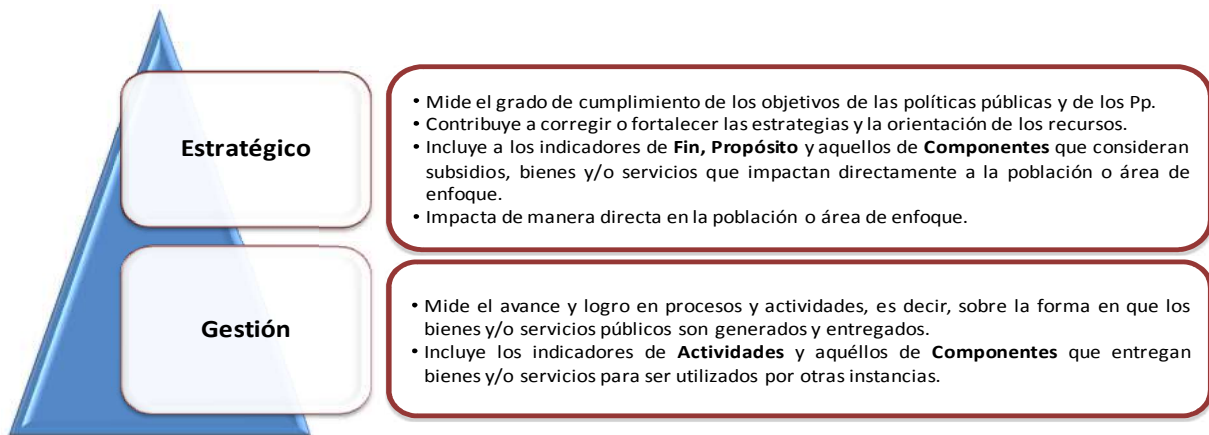 Estratégico
• Mide el grado de cumplimiento de los objetivos de las políticas públicas y de los Pp.
• Contribuye a corregir o fortalecer las estrategias y la orientación de los recursos.
• Incluye a los indicadores de Fin, Propósito y aquellos de Componentes que consideran
subsidios, bienes y/o servicios que impactan directamente a la población o área de
enfoque.
• Impacta de manera directa en la población o área de enfoque.
Gestión
• Mide el avance y logro en procesos y actividades, es decir, sobre la forma en que los
bienes y/o servicios públicos son generados y entregados.
• Incluye los indicadores de Actividades y aquéllos de Componentes que entregan
bienes y/o servicios para ser utilizados por otras instancias.